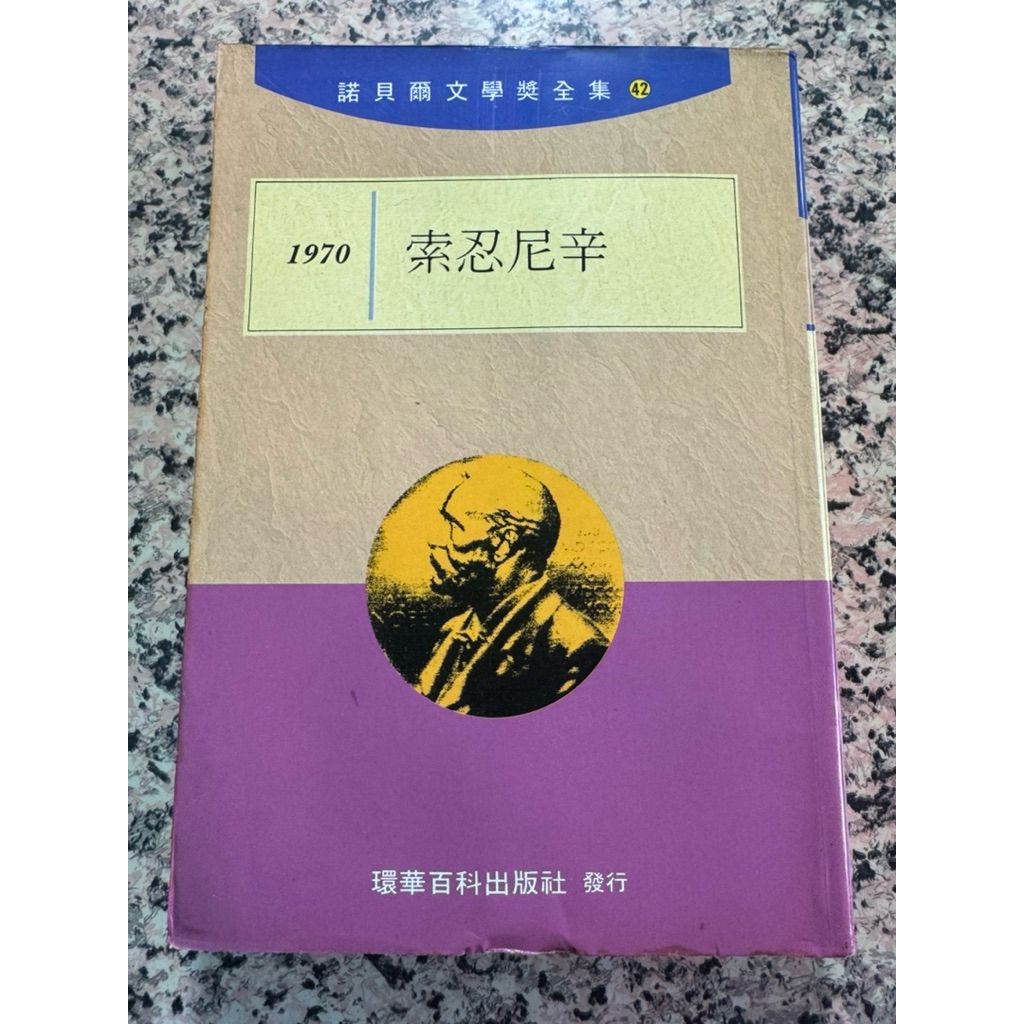 諾貝爾文學獎全集 42
1970 索忍尼辛
環華百科出版社 發行